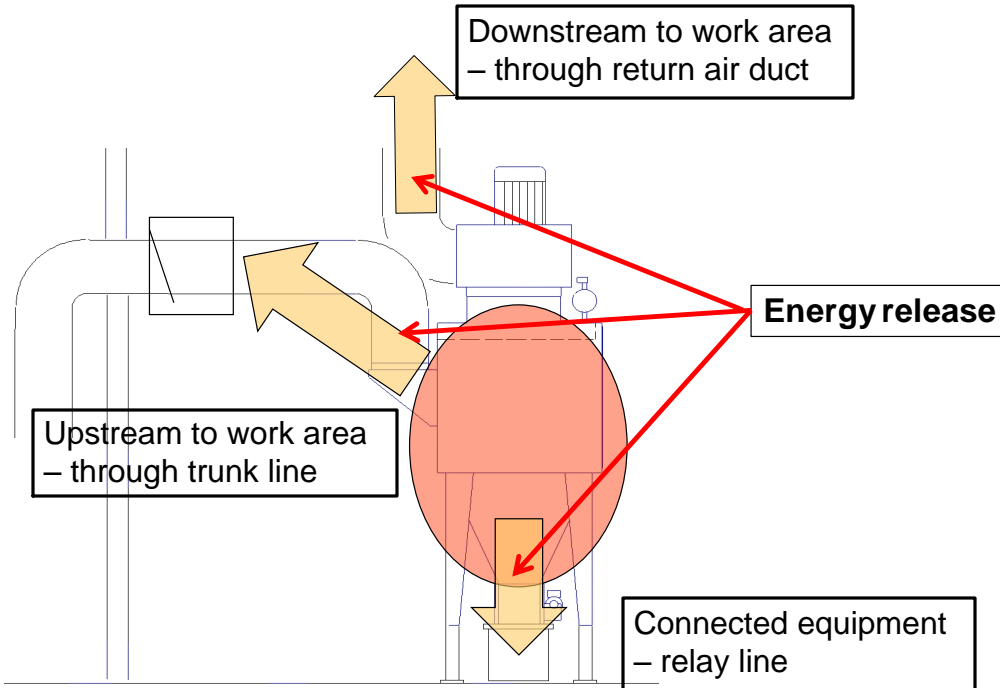 Downstream to work area
– through return air duct
Energy release
Upstream to work area
– through trunk line
Connected equipment
– relay line